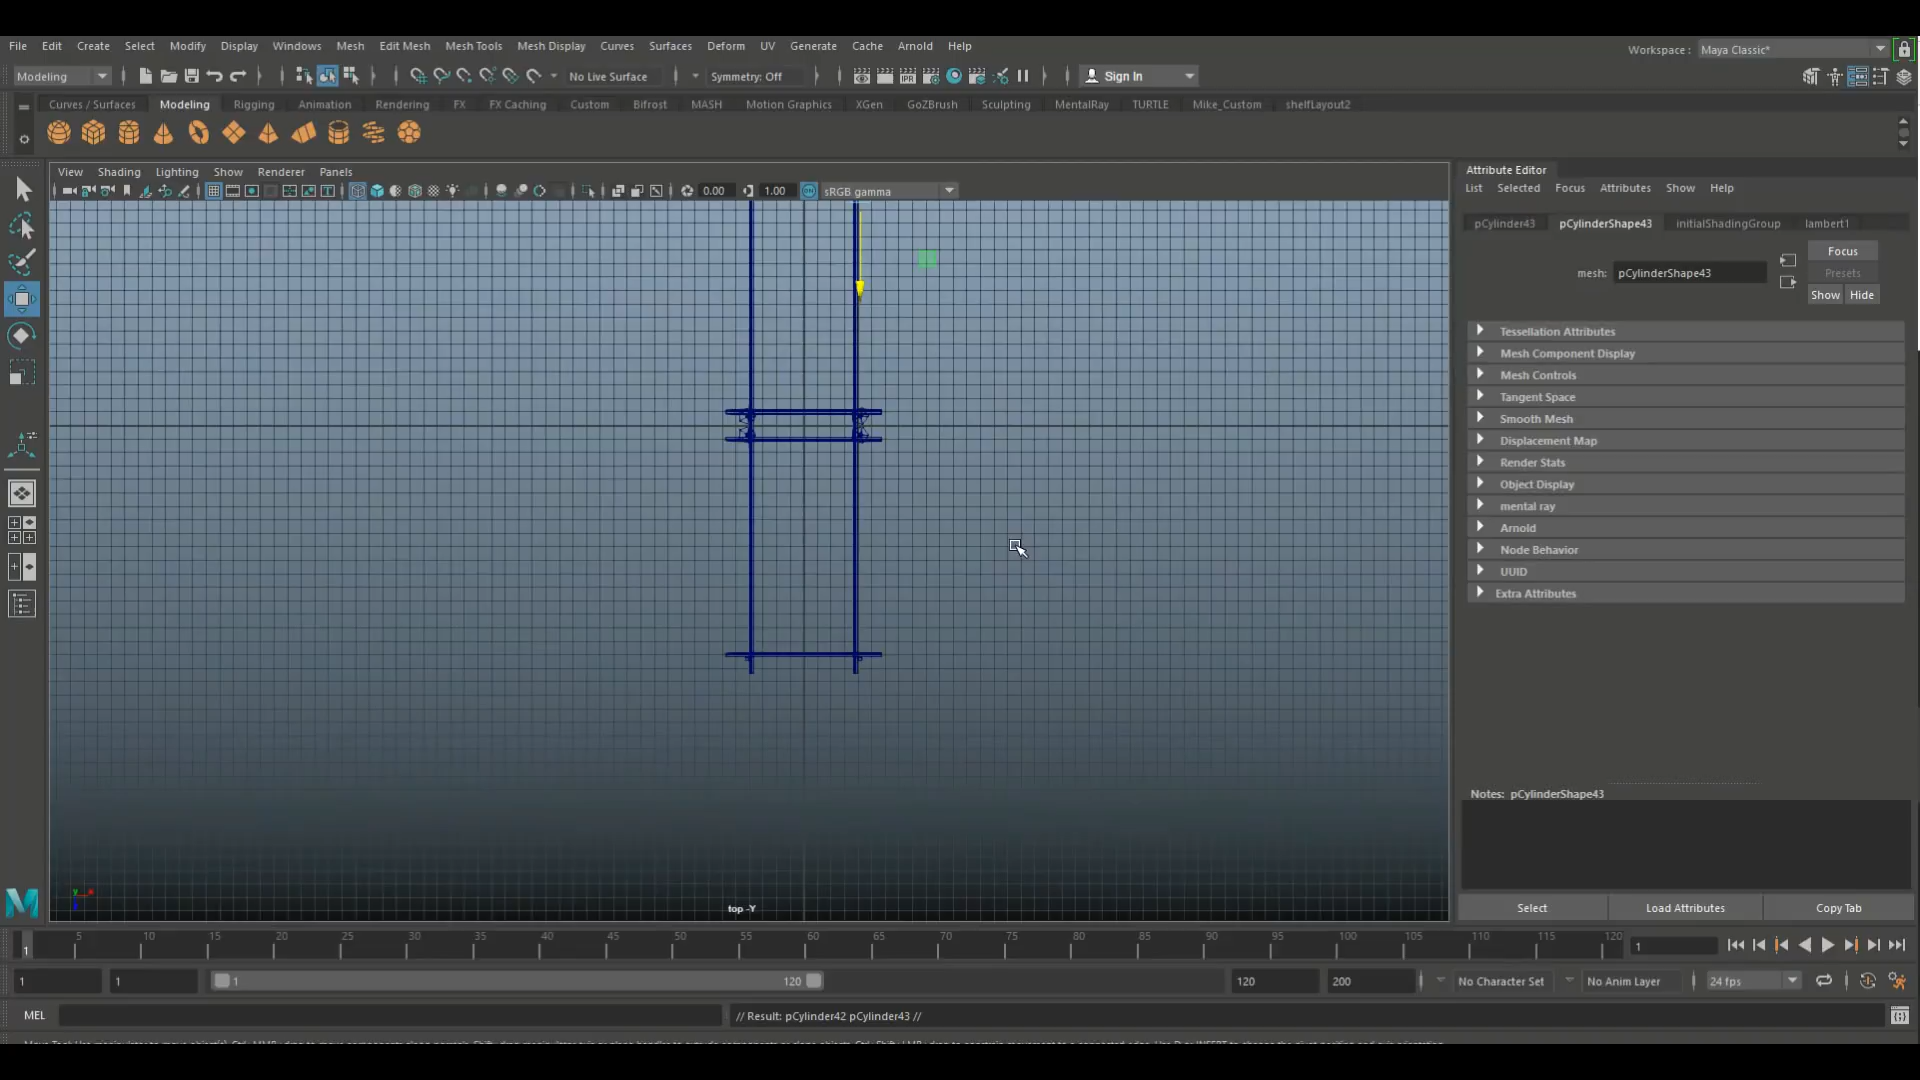 File Edit Create Select Modify Display Windows Mesh Edit Mesh Mesh Tools Mesh Display Curves Surfaces Deform UV Generate Cache Arnold Help
Workspace : Maya Classic*
Modeling No Live Surface Symmetry: Off Sign In
Curves / Surfaces Modeling Rigging Animation Rendering FX FX Caching Custom Bifrost MASH Motion Graphics XGen GoZBrush Sculpting MentalRay TURTLE Mike_Custom shelfLayout2
View Shading Lighting Show Renderer Panels
0.00 1.00 sRGB gamma
top -Y
Attribute Editor
List Selected Focus Attributes Show Help
pCylinder43 pCylinderShape43 initialShadingGroup lambert1
Focus
mesh: pCylinderShape43 Presets
Show Hide
Tessellation Attributes
Mesh Component Display
Mesh Controls
Tangent Space
Smooth Mesh
Displacement Map
Render Stats
Object Display
mental ray
Arnold
Node Behavior
UUID
Extra Attributes
Notes: pCylinderShape43
Select Load Attributes Copy Tab
5 10 15 20 25 30 35 40 45 50 55 60 65 70 75 80 85 90 95 100 105 110 115 120
1 1
1 1 1 120 120 200 No Character Set No Anim Layer 24 fps
MEL // Result: pCylinder42 pCylinder43 //